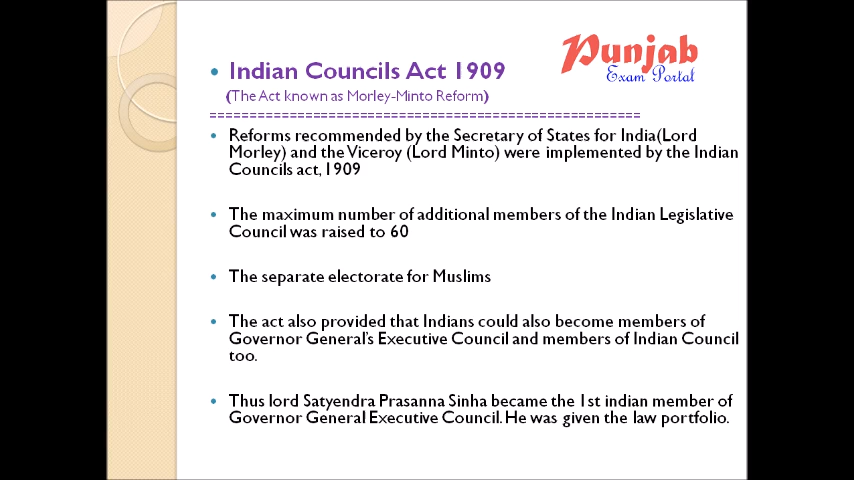 Punjab
Exam Portal
• Indian Councils Act 1909
(The Act known as Morley-Minto Reform)
======================================================
• Reforms recommended by the Secretary of States for India(Lord
Morley) and the Viceroy (Lord Minto) were implemented by the Indian
Councils act, 1909
• The maximum number of additional members of the Indian Legislative
Council was raised to 60
• The separate electorate for Muslims
• The act also provided that Indians could also become members of
Governor General's Executive Council and members of Indian Council
too.
• Thus lord Satyendra Prasanna Sinha became the 1st indian member of
Governor General Executive Council. He was given the law portfolio.